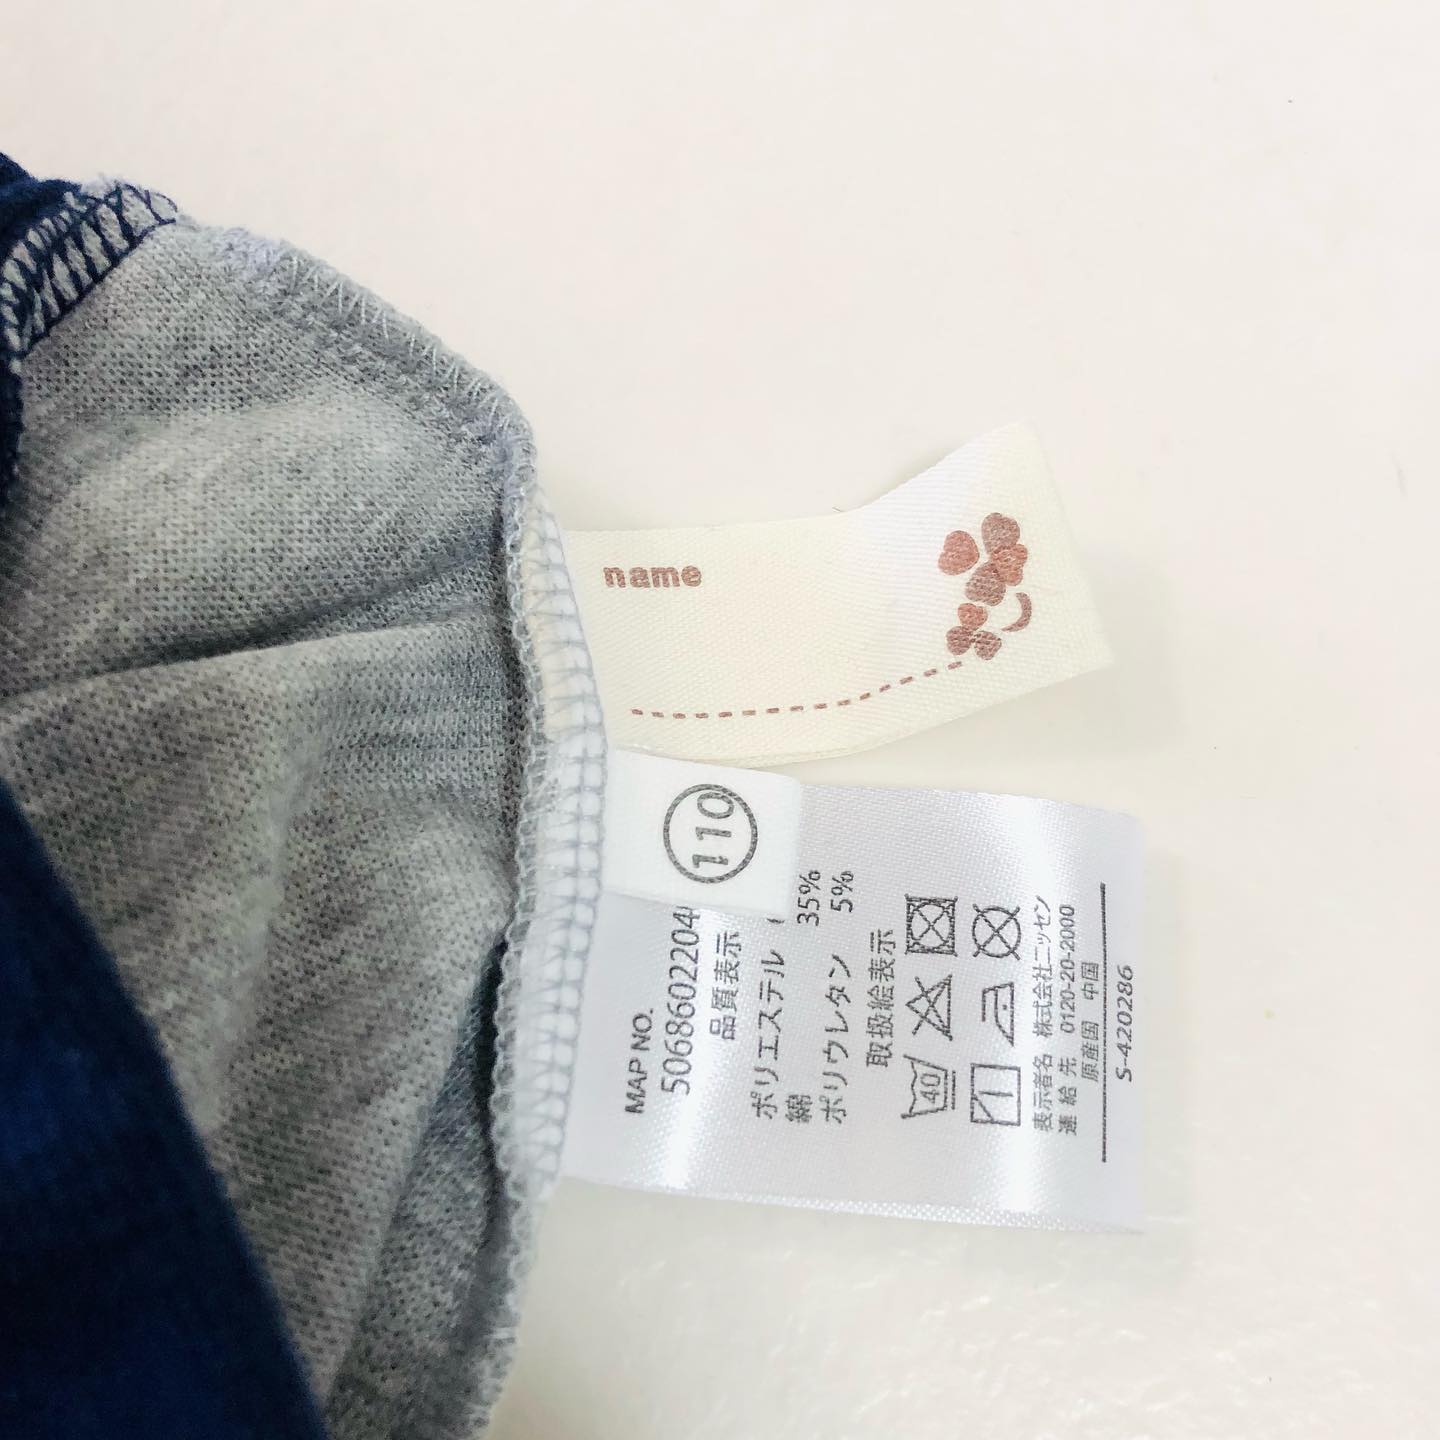 name
110
MAP NO.
5068602204
品質表示
ポリエステル
綿 35%
ポリウレタン 5%
取扱絵表示
40
表示者名 株式会社ニッセン
連絡先 0120-20-2000
原産国 中国
S-420286